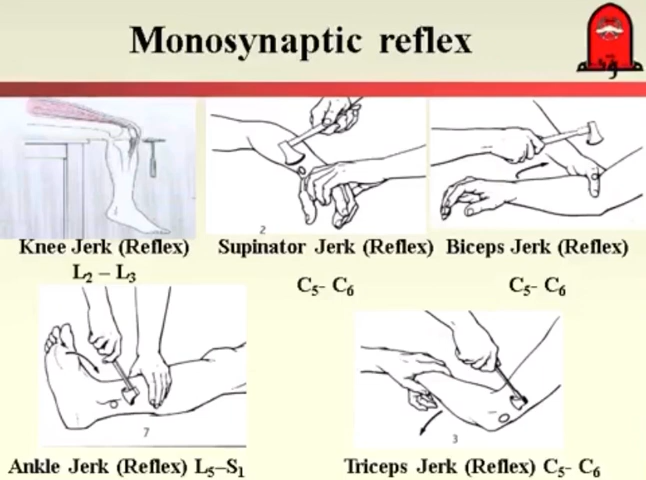 Monosynaptic reflex
Knee Jerk (Reflex)
L₂ – L₃
Supinator Jerk (Reflex)
C₅- C₆
Biceps Jerk (Reflex)
C₅- C₆
2
7
3
Ankle Jerk (Reflex) L₅–S₁
Triceps Jerk (Reflex) C₅- C₆